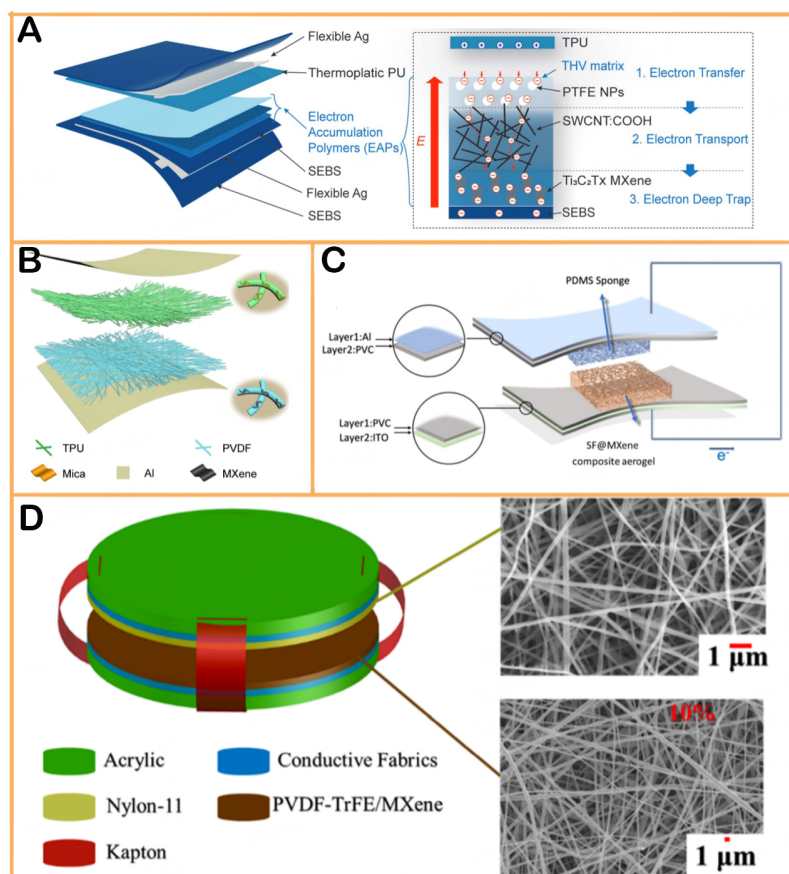 A
Flexible Ag
Thermoplatic PU
Electron
Accumulation
Polymers (EAPs)
SEBS
Flexible Ag
SEBS
E
TPU
THV matrix
PTFE NPs
SWCNT:COOH
Ti₃C₂Tx MXene
SEBS
1. Electron Transfer
2. Electron Transport
3. Electron Deep Trap
B
TPU
PVDF
Mica
Al
MXene
C
PDMS Sponge
Layer1:Al
Layer2:PVC
Layer1:PVC
Layer2:ITO
SF@MXene
composite aerogel
e⁻
D
1 μm
10%
1 μm
Acrylic
Conductive Fabrics
Nylon-11
PVDF-TrFE/MXene
Kapton